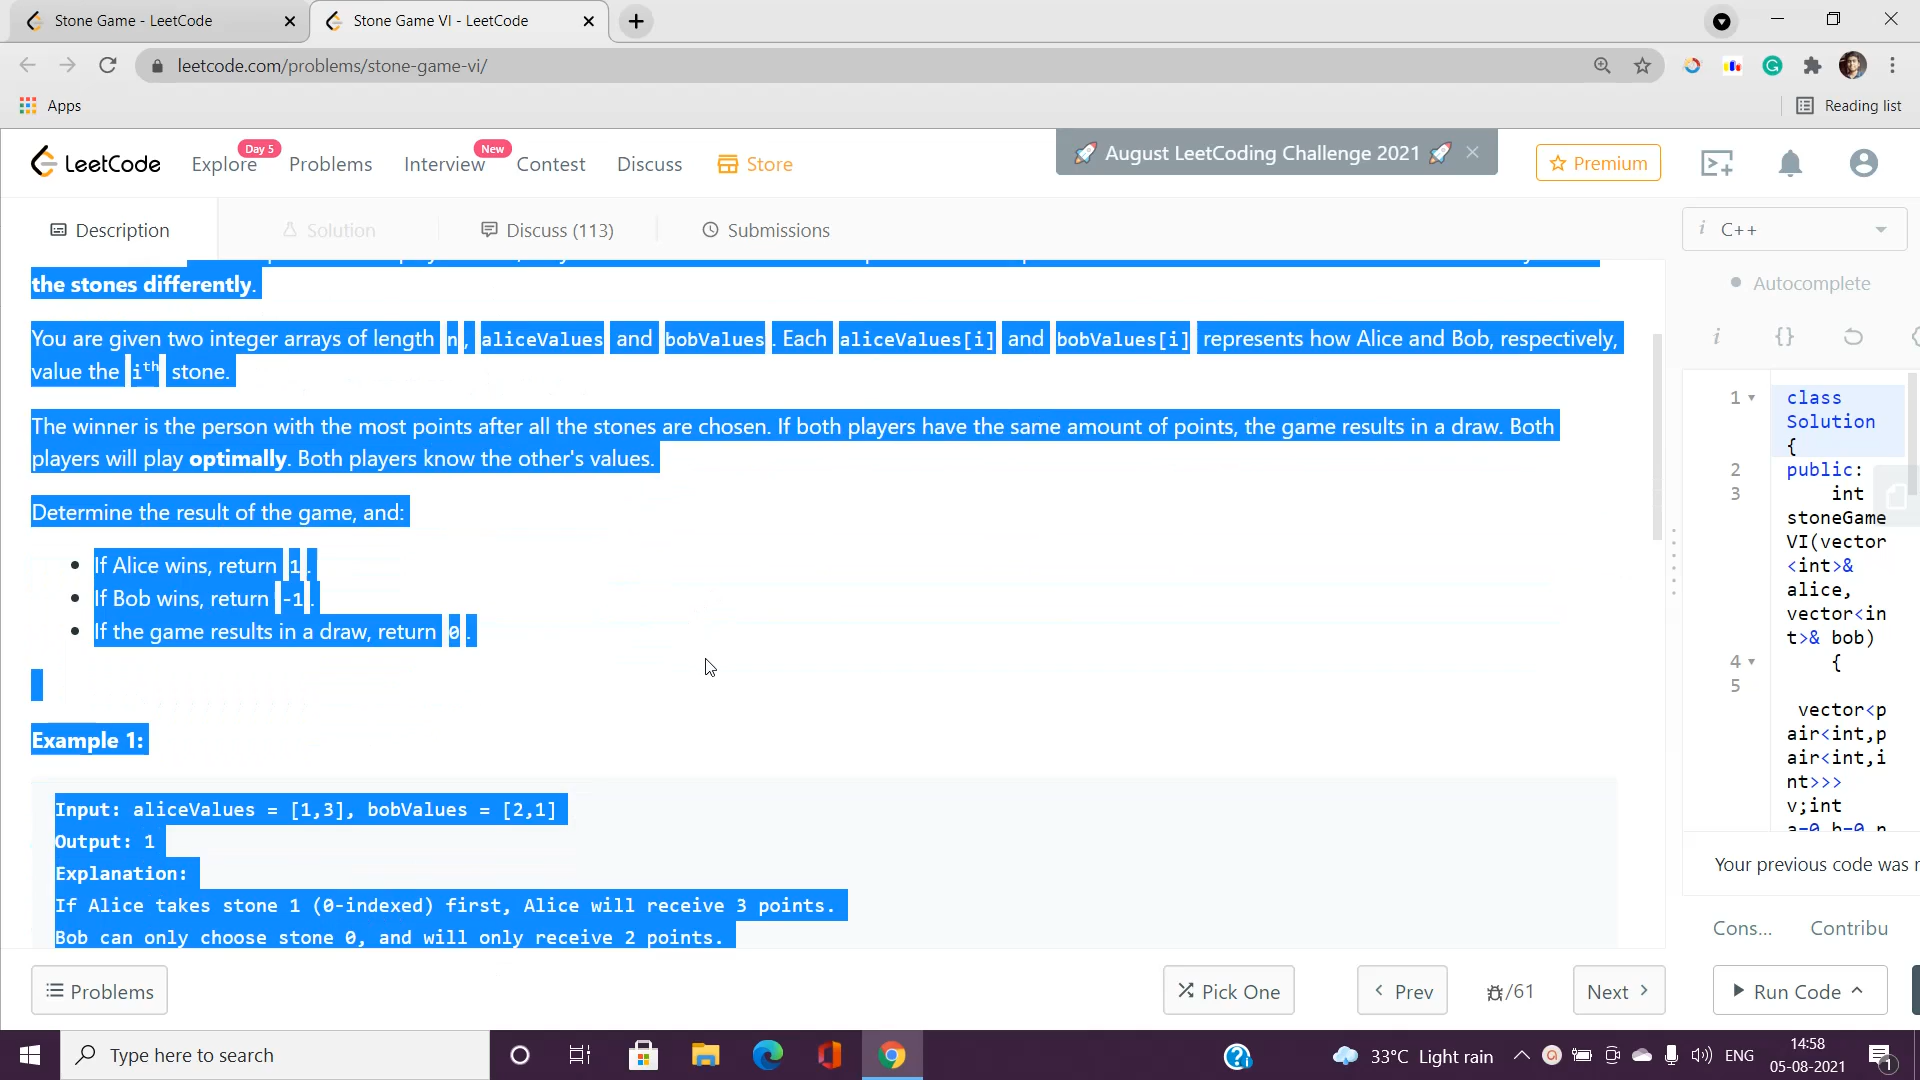 Stone Game - LeetCode
Stone Game VI - LeetCode
leetcode.com/problems/stone-game-vi/
Apps
Reading list
LeetCode
Explore
Day 5
Problems
Interview
New
Contest
Discuss
Store
🚀 August LeetCoding Challenge 2021 🚀
Premium
Description
Solution
Discuss (113)
Submissions
i C++
Autocomplete
the stones differently.
You are given two integer arrays of length n, aliceValues and bobValues. Each aliceValues[i] and bobValues[i] represents how Alice and Bob, respectively,
value the ith stone.
The winner is the person with the most points after all the stones are chosen. If both players have the same amount of points, the game results in a draw. Both
players will play optimally. Both players know the other's values.
Determine the result of the game, and:
• If Alice wins, return 1.
• If Bob wins, return -1.
• If the game results in a draw, return 0.
Example 1:
Input: aliceValues = [1,3], bobValues = [2,1]
Output: 1
Explanation:
If Alice takes stone 1 (0-indexed) first, Alice will receive 3 points.
Bob can only choose stone 0, and will only receive 2 points.
i {}
1 class
Solution
{
2 public:
3 int
stoneGame
VI(vector
<int>&
alice,
vector<in
t>& bob)
4 {
5
vector<p
air<int,p
air<int,i
nt>>>
v;int
a=0,b=0,n
Your previous code was r
Cons...
Contribu
Problems
Pick One
Prev
/61
Next
Run Code
Type here to search
33°C Light rain
ENG
14:58
05-08-2021
1